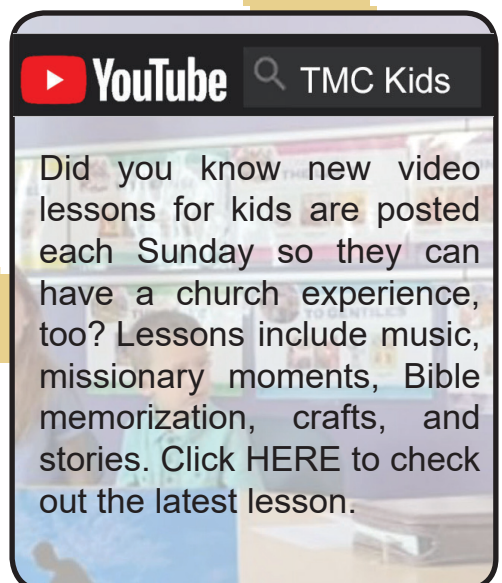 YouTube TMC Kids
Did you know new video
lessons for kids are posted
each Sunday so they can
have a church experience,
too? Lessons include music,
missionary moments, Bible
memorization, crafts, and
stories. Click HERE to check
out the latest lesson.
TO GENTILES